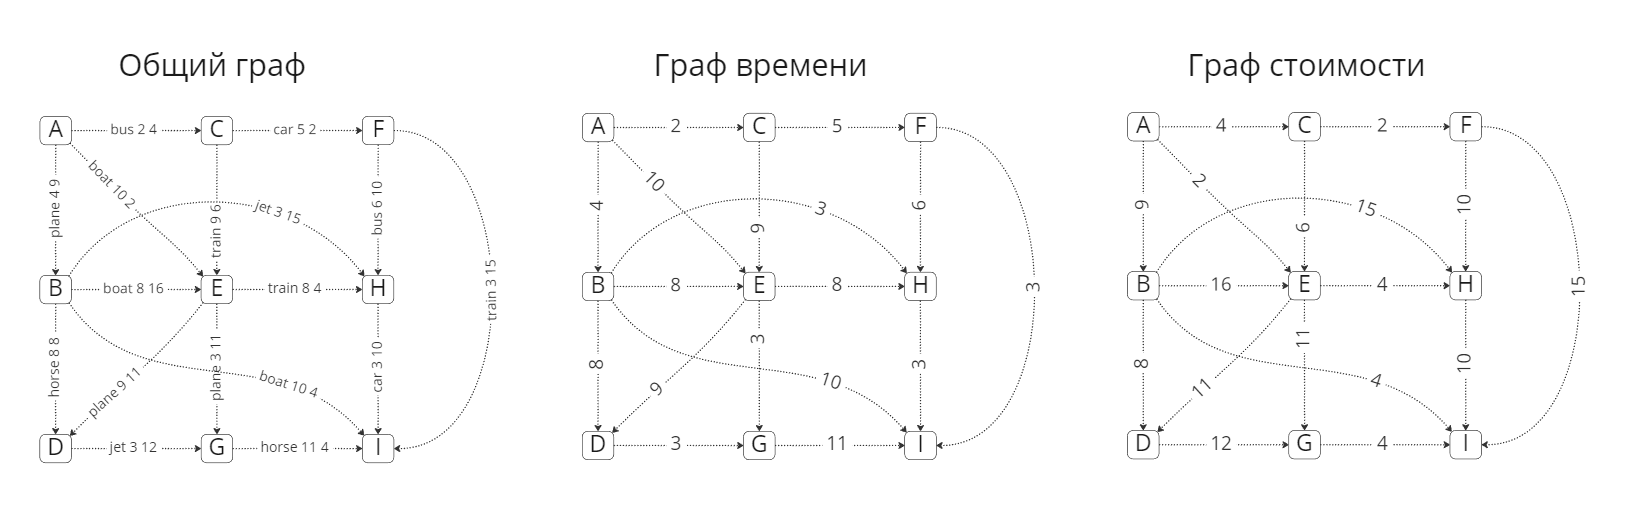 Общий граф
A
bus 2 4
C
car 5 2
F
plane 4 9
boat 10 2
train 9 6
jet 3 15
bus 6 10
train 3 15
B
boat 8 16
E
train 8 4
H
horse 8 8
plane 9 11
plane 3 11
boat 10 4
car 3 10
D
jet 3 12
G
horse 11 4
I
Граф времени
A
2
C
5
F
4
10
9
3
6
3
B
8
E
8
H
8
9
3
10
3
D
3
G
11
I
Граф стоимости
A
4
C
2
F
9
2
6
15
10
15
B
16
E
4
H
8
11
11
4
10
D
12
G
4
I